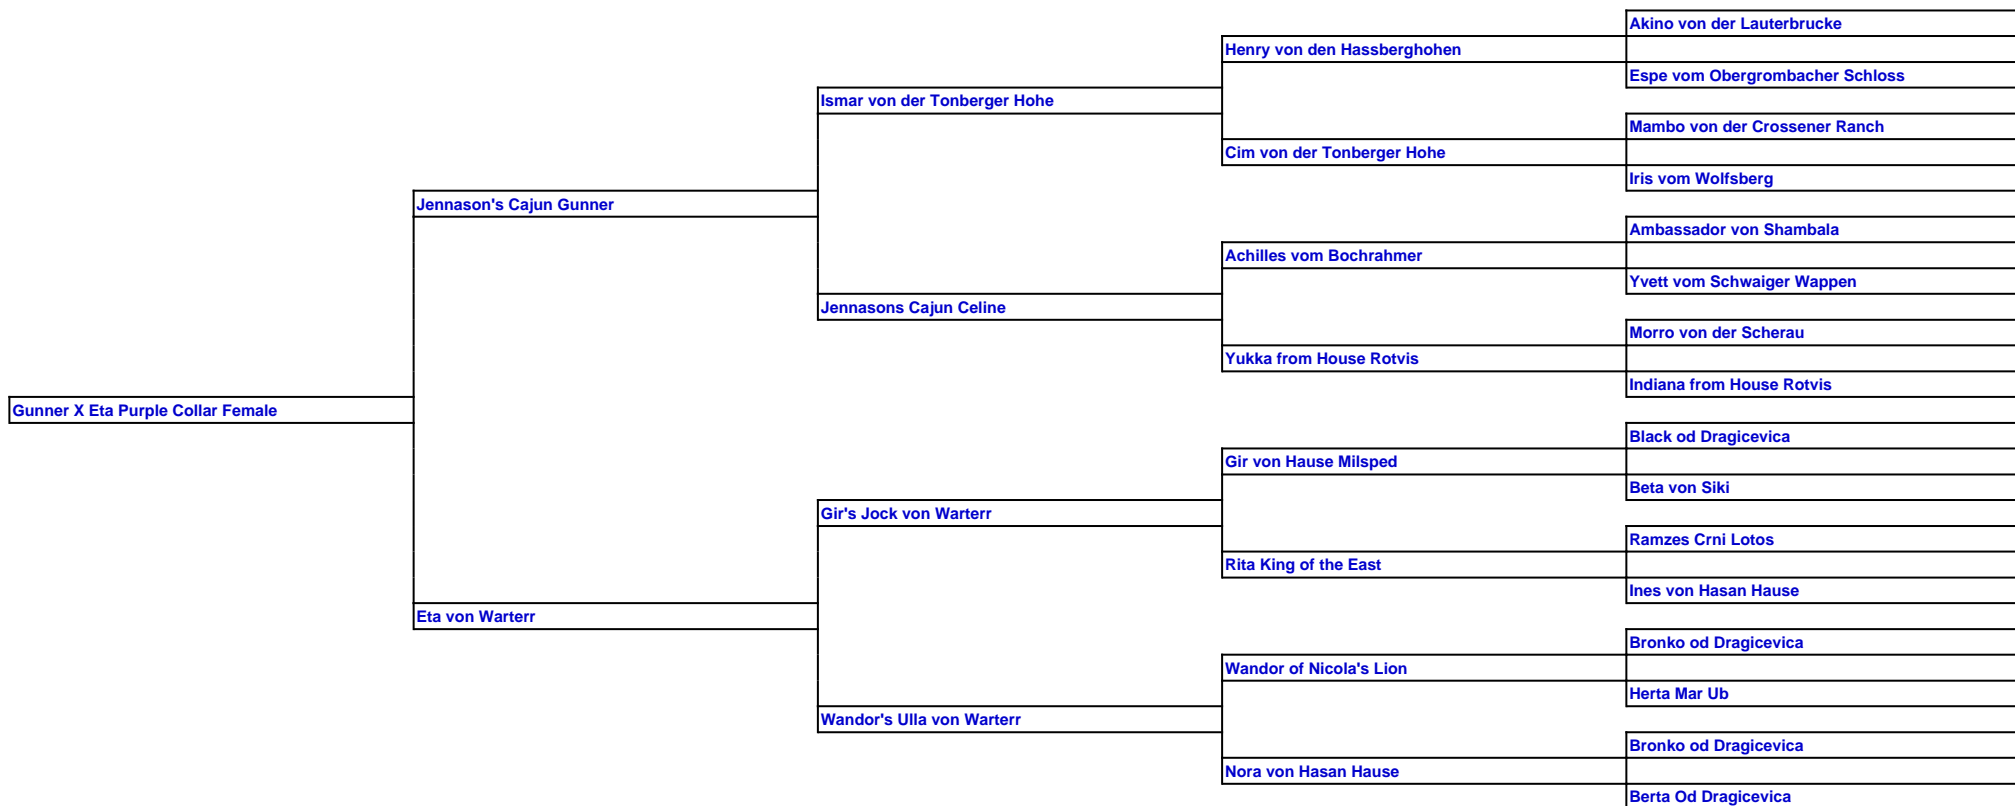 Akino von der Lauterbrucke
Henry von den Hassberghohen
Espe vom Obergrombacher Schloss
Ismar von der Tonberger Hohe
Mambo von der Crossener Ranch
Cim von der Tonberger Hohe
Iris vom Wolfsberg
Jennason's Cajun Gunner
Ambassador von Shambala
Achilles vom Bochrahmer
Yvett vom Schwaiger Wappen
Jennasons Cajun Celine
Morro von der Scherau
Yukka from House Rotvis
Indiana from House Rotvis
Gunner X Eta Purple Collar Female
Black od Dragicevica
Gir von Hause Milsped
Beta von Siki
Gir's Jock von Warterr
Ramzes Crni Lotos
Rita King of the East
Ines von Hasan Hause
Eta von Warterr
Bronko od Dragicevica
Wandor of Nicola's Lion
Herta Mar Ub
Wandor's Ulla von Warterr
Bronko od Dragicevica
Nora von Hasan Hause
Berta Od Dragicevica